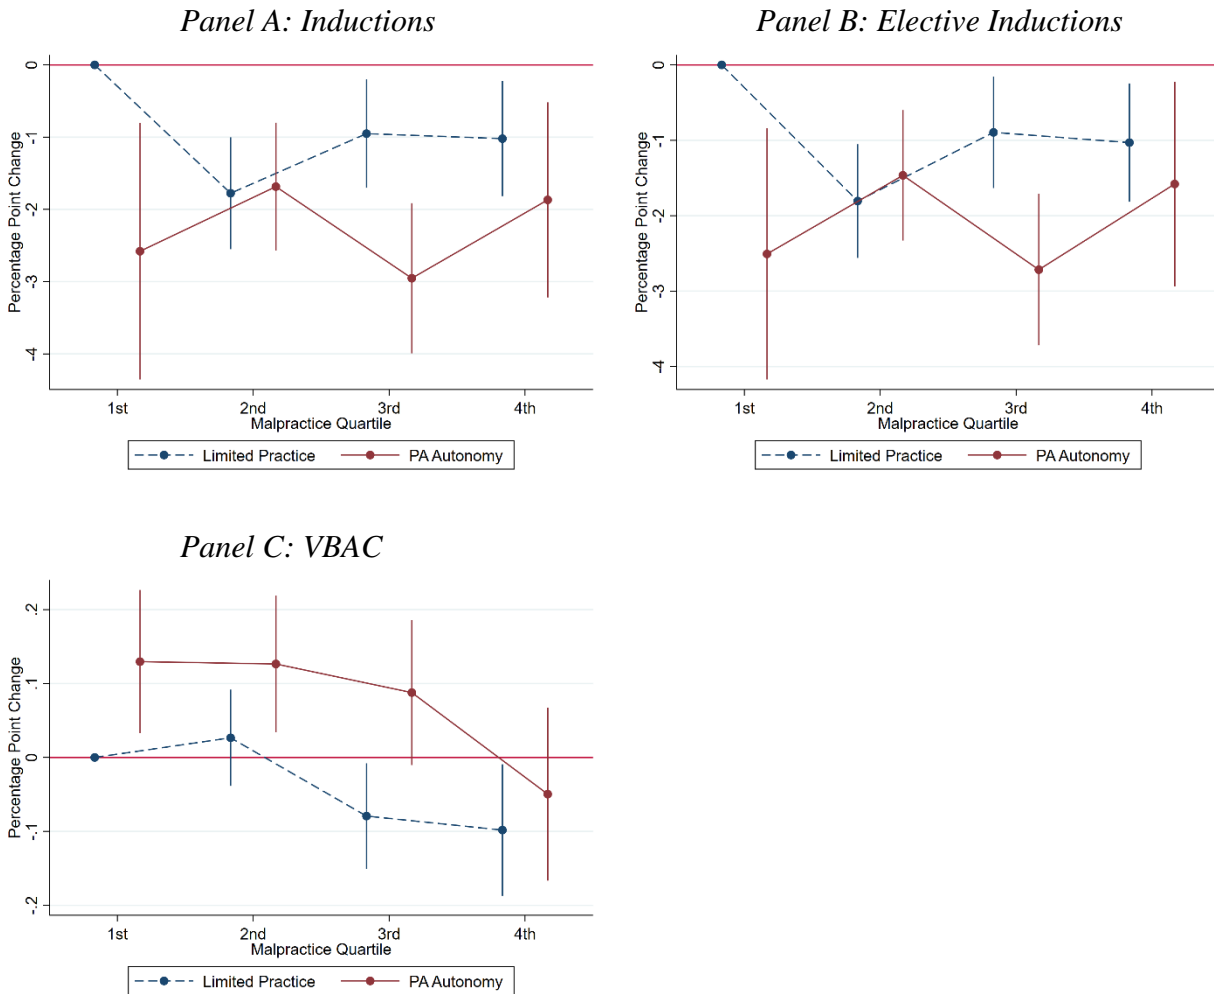 Panel A: Inductions
Percentage Point Change
0
-1
-2
-3
-4
1st 2nd 3rd 4th
Malpractice Quartile
Limited Practice PA Autonomy
Panel B: Elective Inductions
Percentage Point Change
0
-1
-2
-3
-4
1st 2nd 3rd 4th
Malpractice Quartile
Limited Practice PA Autonomy
Panel C: VBAC
Percentage Point Change
.2
.1
0
-.1
-.2
1st 2nd 3rd 4th
Malpractice Quartile
Limited Practice PA Autonomy